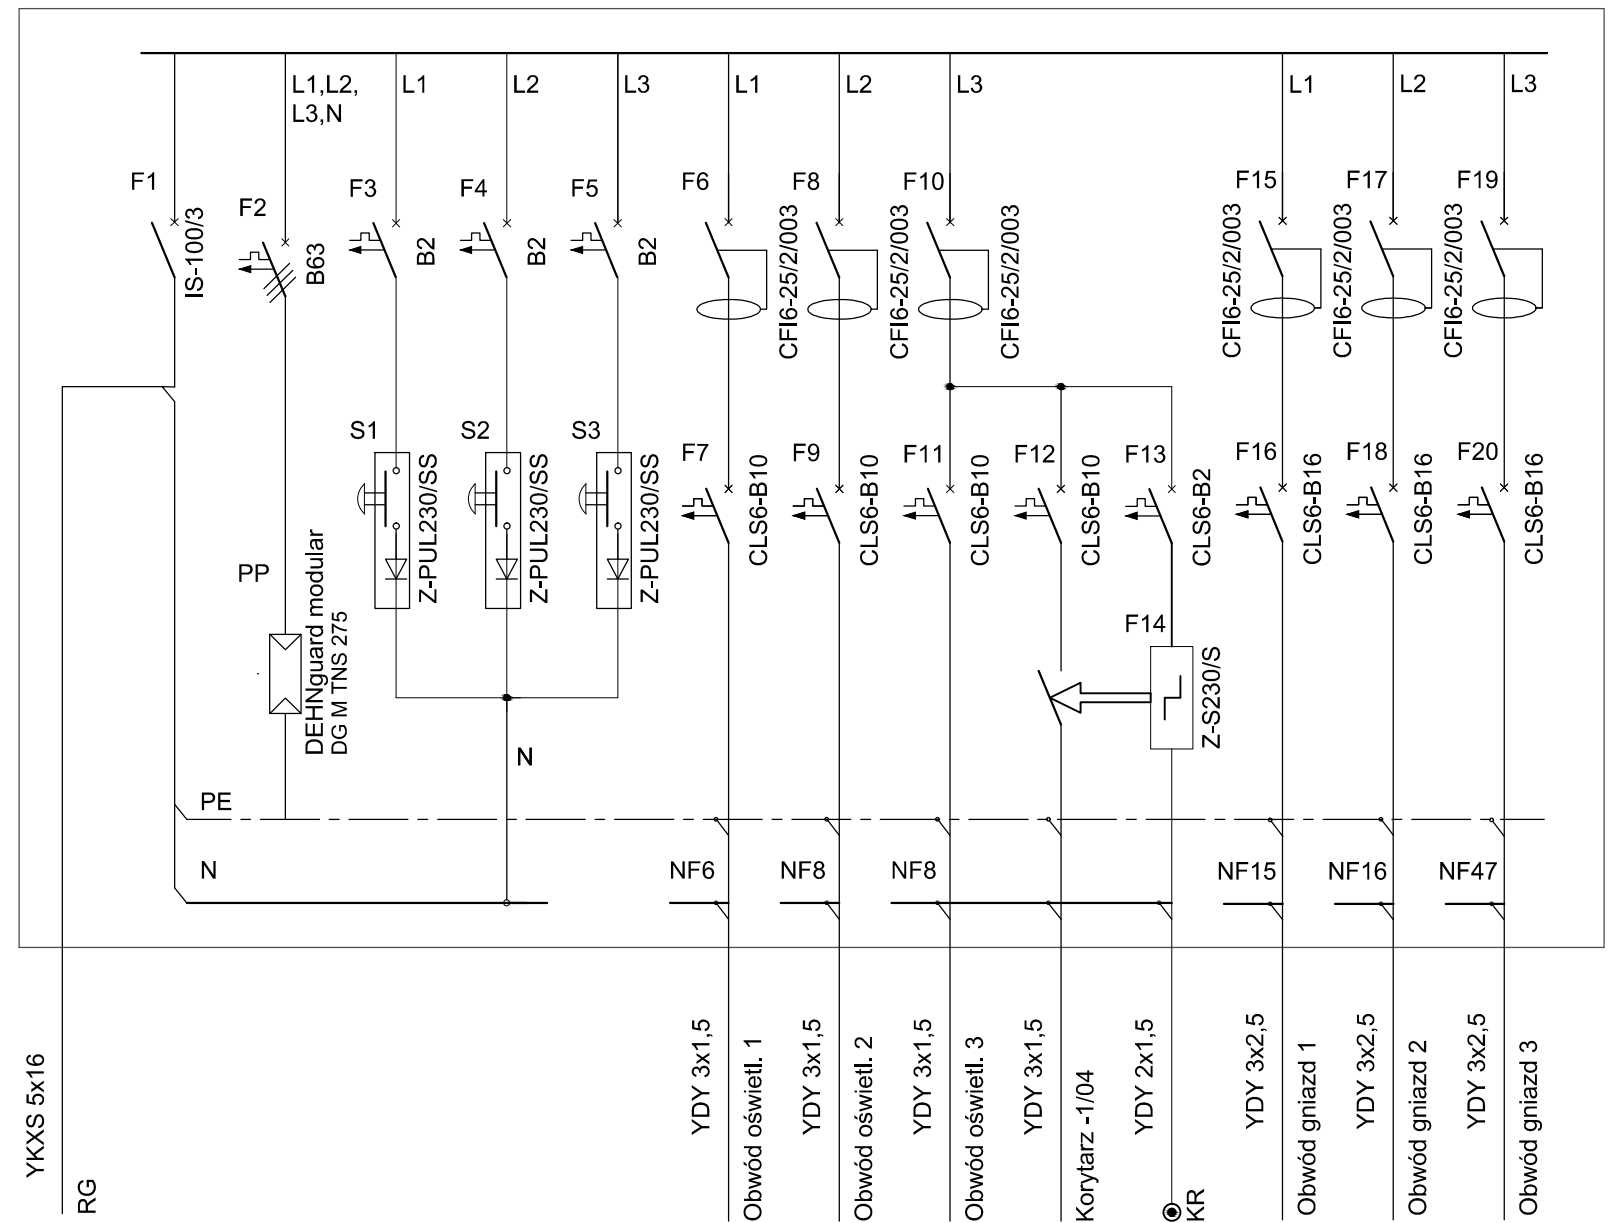 L1,L2,
L3,N
L1
L2
L3
L1
L2
L3
L1
L2
L3
F1
IS-100/3
F2
B63
F3
B2
F4
B2
F5
B2
F6
CFI6-25/2/003
F8
CFI6-25/2/003
F10
CFI6-25/2/003
F15
CFI6-25/2/003
F17
CFI6-25/2/003
F19
CFI6-25/2/003
S1
Z-PUL230/SS
S2
Z-PUL230/SS
S3
Z-PUL230/SS
F7
CLS6-B10
F9
CLS6-B10
F11
CLS6-B10
F12
CLS6-B10
F13
CLS6-B2
F16
CLS6-B16
F18
CLS6-B16
F20
CLS6-B16
PP
DEHNguard modular
DG M TNS 275
F14
Z-S230/S
N
PE
N
NF6
NF8
NF8
NF15
NF16
NF47
YKXS 5x16
RG
YDY 3x1,5
Obwód oświetl. 1
YDY 3x1,5
Obwód oświetl. 2
YDY 3x1,5
Obwód oświetl. 3
YDY 3x1,5
Korytarz -1/04
YDY 2x1,5
KR
YDY 3x2,5
Obwód gniazd 1
YDY 3x2,5
Obwód gniazd 2
YDY 3x2,5
Obwód gniazd 3